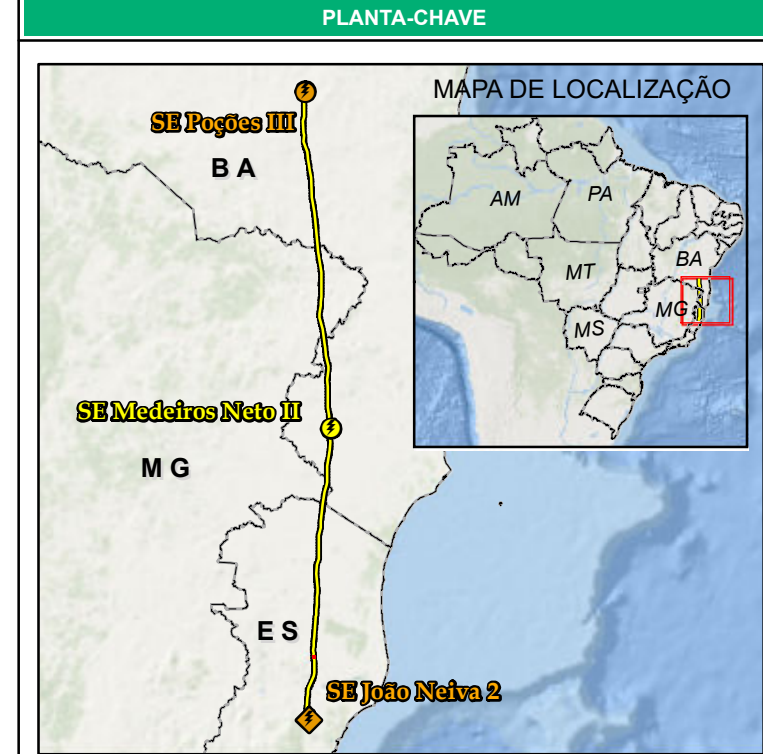 PLANTA-CHAVE
MAPA DE LOCALIZAÇÃO
SE Poções III
B A
AM
PA
BA
MT
MG
MS
SE Medeiros Neto II
M G
E S
SE João Neiva 2